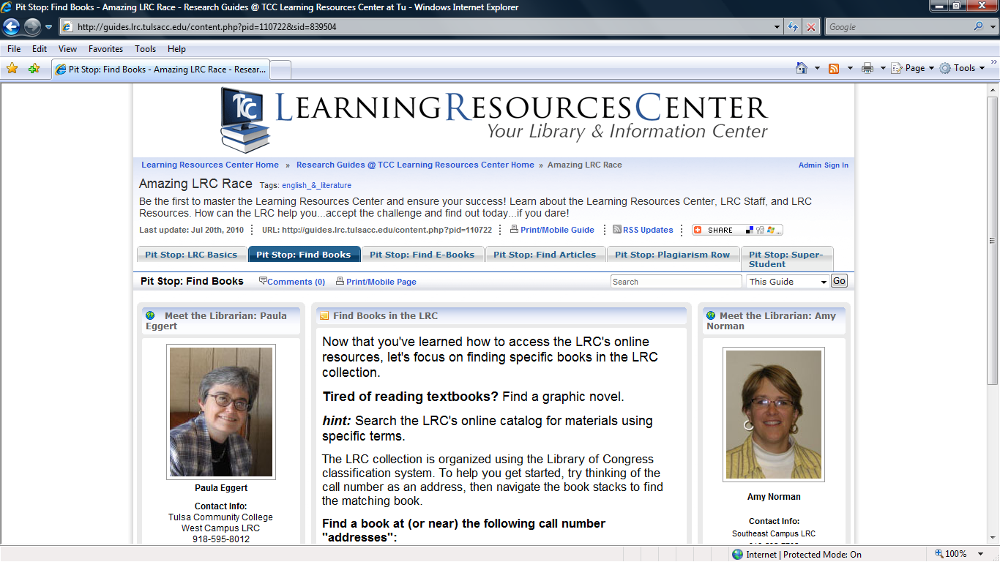 Pit Stop: Find Books - Amazing LRC Race - Research Guides @ TCC Learning Resources Center at Tu - Windows Internet Explorer
http://guides.lrc.tulsacc.edu/content.php?pid=110722&sid=839504
Google
File Edit View Favorites Tools Help
Pit Stop: Find Books - Amazing LRC Race - Resear...
Page Tools
TCC LEARNINGRESOURCESCENTER
Your Library & Information Center
Learning Resources Center Home » Research Guides @ TCC Learning Resources Center Home » Amazing LRC Race
Admin Sign In
Amazing LRC Race Tags: english_&_literature
Be the first to master the Learning Resources Center and ensure your success! Learn about the Learning Resources Center, LRC Staff, and LRC
Resources. How can the LRC help you...accept the challenge and find out today...if you dare!
Last update: Jul 20th, 2010 URL: http://guides.lrc.tulsacc.edu/content.php?pid=110722 Print/Mobile Guide RSS Updates SHARE ...
Pit Stop: LRC Basics Pit Stop: Find Books Pit Stop: Find E-Books Pit Stop: Find Articles Pit Stop: Plagiarism Row Pit Stop: Super-
Student
Pit Stop: Find Books Comments (0) Print/Mobile Page Search This Guide Go
Meet the Librarian: Paula
Eggert
Paula Eggert
Contact Info:
Tulsa Community College
West Campus LRC
918-595-8012
Find Books in the LRC
Now that you've learned how to access the LRC's online
resources, let's focus on finding specific books in the LRC
collection.
Tired of reading textbooks? Find a graphic novel.
hint: Search the LRC's online catalog for materials using
specific terms.
The LRC collection is organized using the Library of Congress
classification system. To help you get started, try thinking of the
call number as an address, then navigate the book stacks to find
the matching book.
Find a book at (or near) the following call number
"addresses":
Meet the Librarian: Amy
Norman
Amy Norman
Contact Info:
Southeast Campus LRC
Internet | Protected Mode: On
100%